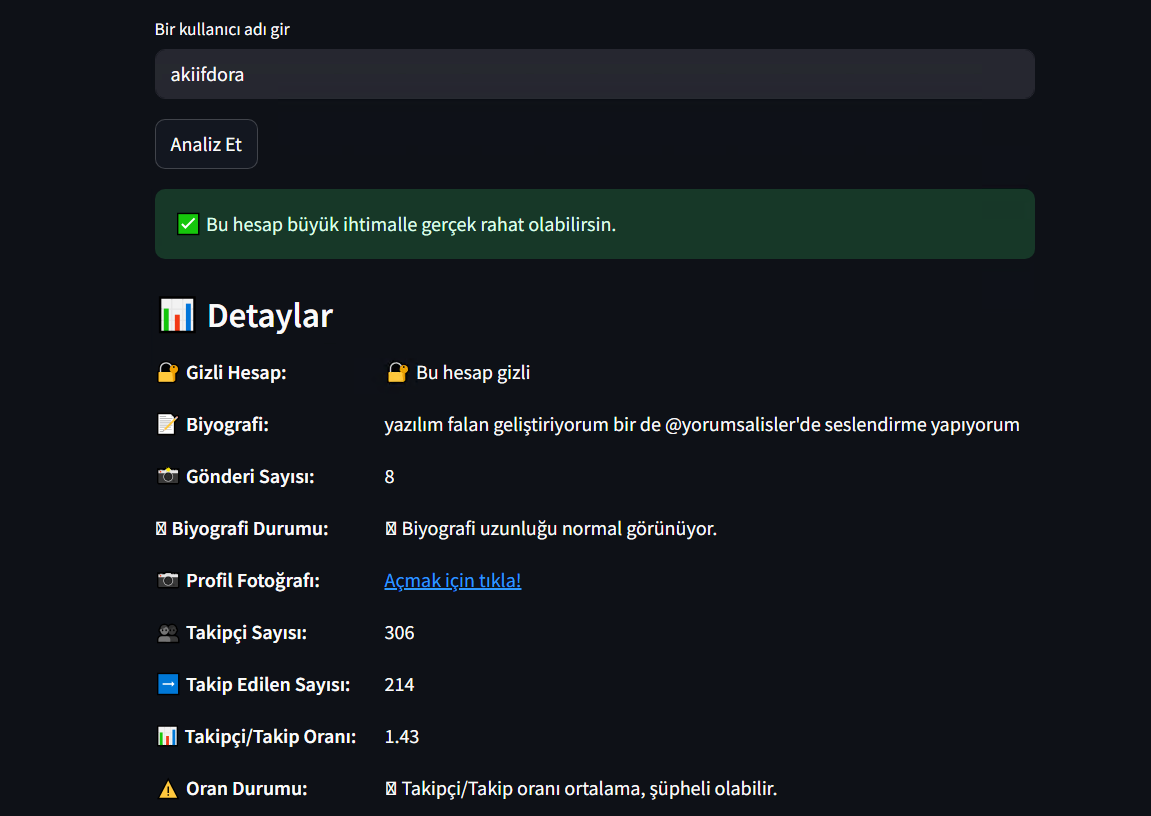 Bir kullanıcı adı gir
akiifdora
Analiz Et
✅ Bu hesap büyük ihtimalle gerçek rahat olabilirsin.
📊 Detaylar
🔐 Gizli Hesap: 🔐 Bu hesap gizli
📝 Biyografi: yazılım falan geliştiriyorum bir de @yorumsalisler'de seslendirme yapıyorum
📸 Gönderi Sayısı: 8
Biyografi Durumu: Biyografi uzunluğu normal görünüyor.
📷 Profil Fotoğrafı: Açmak için tıkla!
👥 Takipçi Sayısı: 306
➡️ Takip Edilen Sayısı: 214
📊 Takipçi/Takip Oranı: 1.43
⚠️ Oran Durumu: Takipçi/Takip oranı ortalama, şüpheli olabilir.